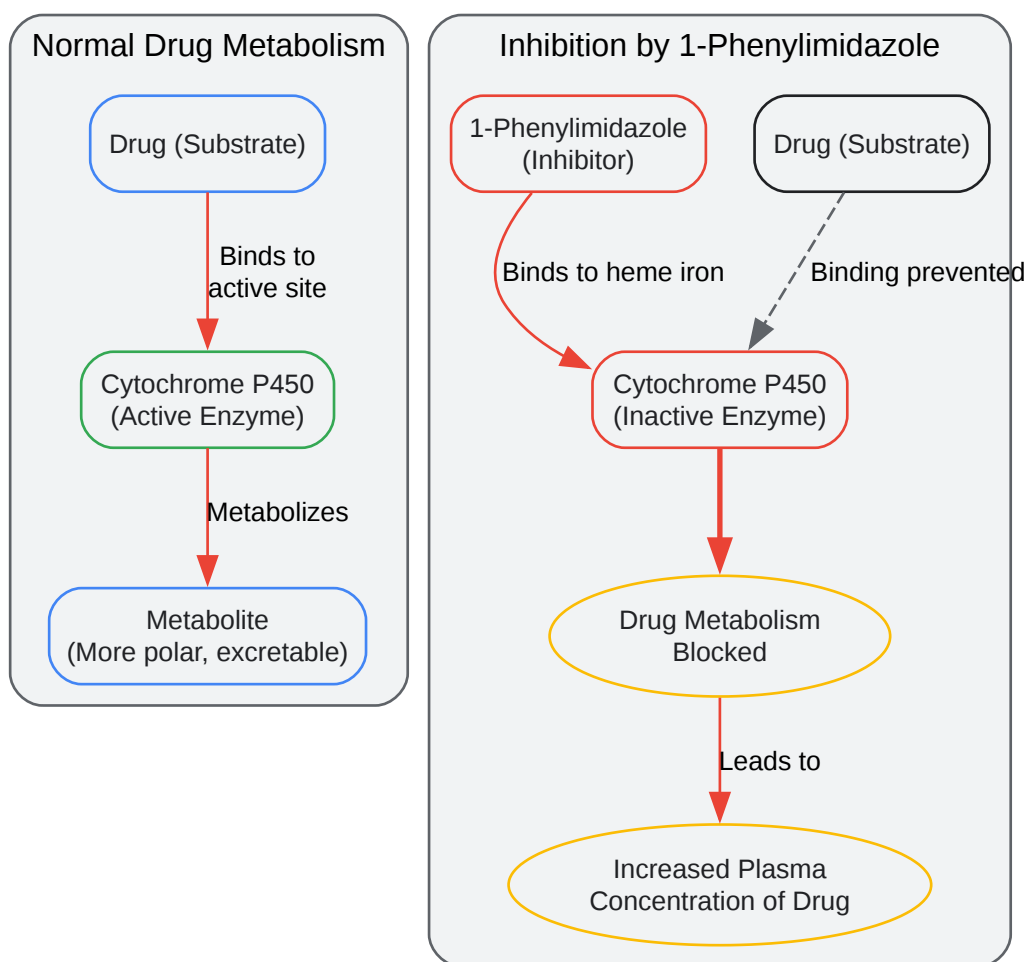 Normal Drug Metabolism
Drug (Substrate)
Binds to
active site
Cytochrome P450
(Active Enzyme)
Metabolizes
Metabolite
(More polar, excretable)
Inhibition by 1-Phenylimidazole
1-Phenylimidazole
(Inhibitor)
Drug (Substrate)
Binds to heme iron
Binding prevented
Cytochrome P450
(Inactive Enzyme)
Drug Metabolism
Blocked
Leads to
Increased Plasma
Concentration of Drug